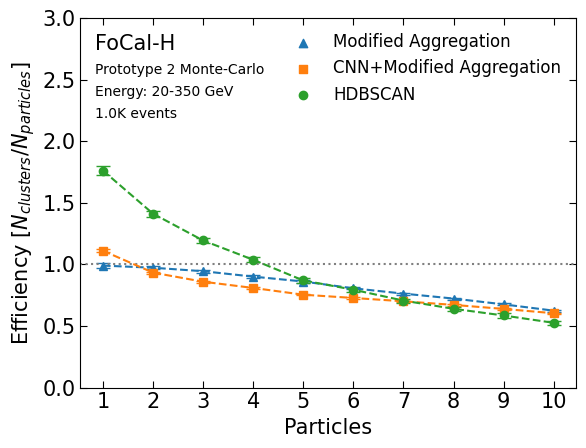 FoCal-H
Prototype 2 Monte-Carlo
Energy: 20-350 GeV
1.0K events
Modified Aggregation
CNN+Modified Aggregation
HDBSCAN
Efficiency [N_clusters/N_particles]
3.0
2.5
2.0
1.5
1.0
0.5
0.0
1 2 3 4 5 6 7 8 9 10
Particles